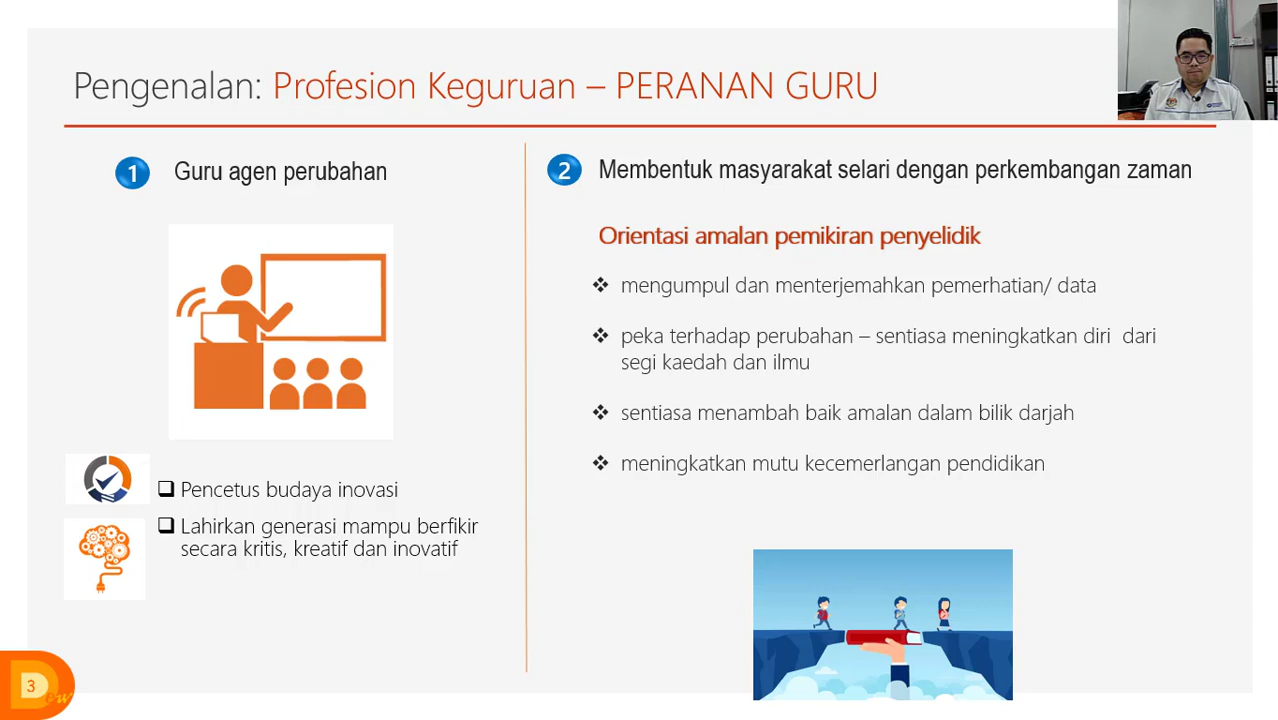 Pengenalan: Profesion Keguruan – PERANAN GURU
1
Guru agen perubahan
❑ Pencetus budaya inovasi
❑ Lahirkan generasi mampu berfikir
secara kritis, kreatif dan inovatif
2
Membentuk masyarakat selari dengan perkembangan zaman
Orientasi amalan pemikiran penyelidik
❖ mengumpul dan menterjemahkan pemerhatian/ data
❖ peka terhadap perubahan – sentiasa meningkatkan diri dari
segi kaedah dan ilmu
❖ sentiasa menambah baik amalan dalam bilik darjah
❖ meningkatkan mutu kecemerlangan pendidikan
3